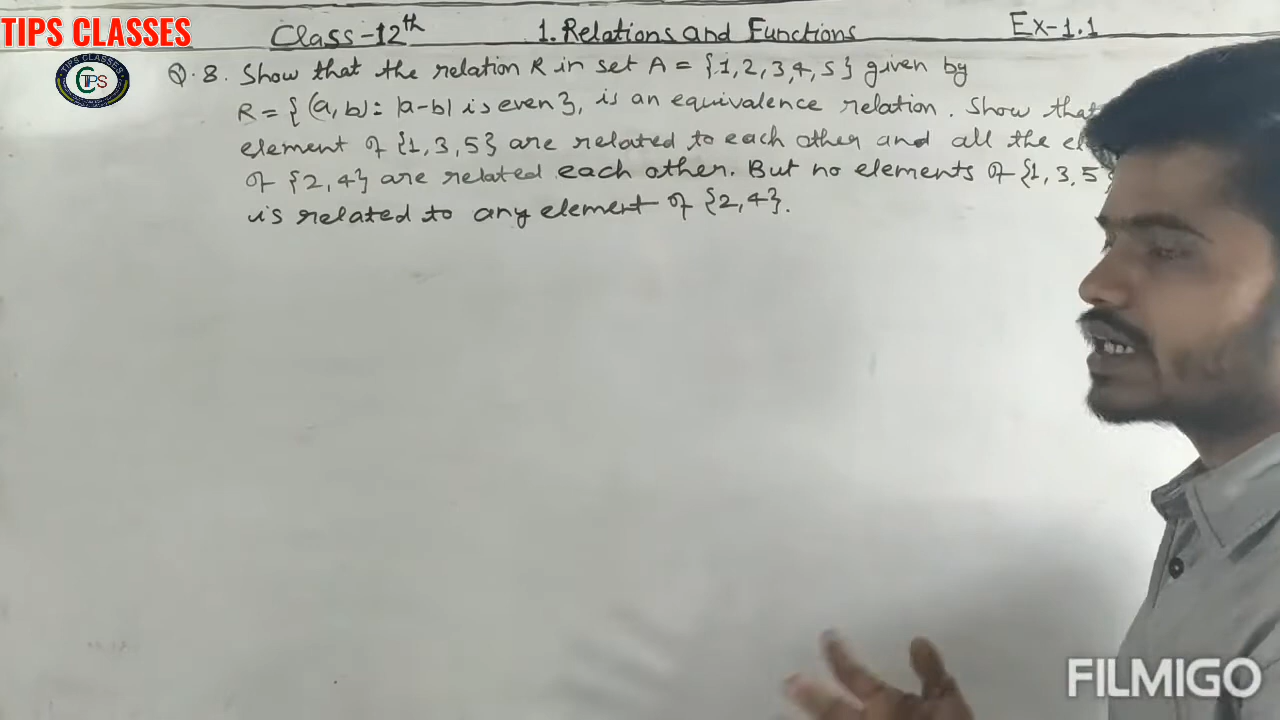 TIPS CLASSES
Class-12th 1. Relations and Functions Ex-1.1
TIPS CLASSES
TIPS
Q.8. Show that the relation R in set A = {1,2,3,4,5} given by
R = { (a, b) : |a-b| is even}, is an equivalence relation. Show that
element of {1, 3, 5} are related to each other and all the
of {2, 4} are related each other. But no elements of {1, 3, 5}
is related to any element of {2, 4}.
FILMIGO